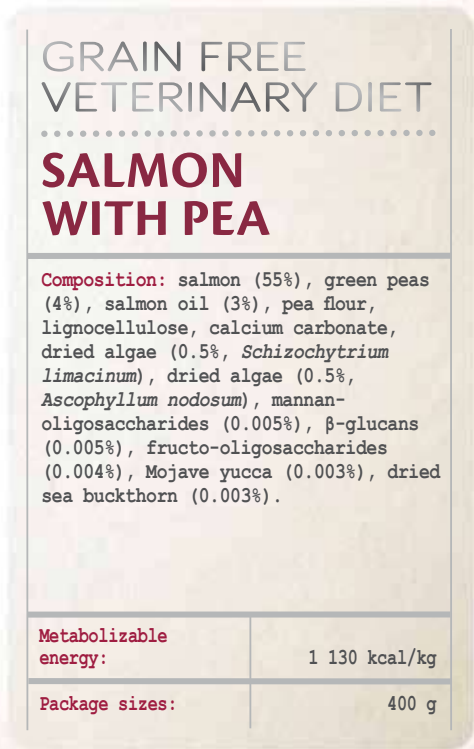 GRAIN FREE
VETERINARY DIET
SALMON
WITH PEA
Composition: salmon (55%), green peas
(4%), salmon oil (3%), pea flour,
lignocellulose, calcium carbonate,
dried algae (0.5%, Schizochytrium
limacinum), dried algae (0.5%,
Ascophyllum nodosum), mannan-
oligosaccharides (0.005%), β-glucans
(0.005%), fructo-oligosaccharides
(0.004%), Mojave yucca (0.003%), dried
sea buckthorn (0.003%).
Metabolizable
energy: 1 130 kcal/kg
Package sizes: 400 g